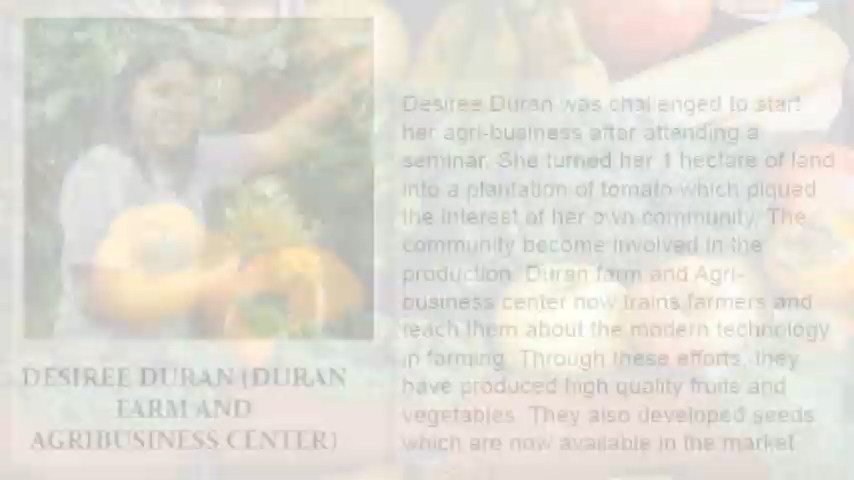 Desiree Duran was challenged to start
her agri-business after attending a
seminar. She turned her 1 hectare of land
into a plantation of tomato which piqued
the interest of her own community. The
community become involved in the
production. Duran farm and Agri-
business center now trains farmers and
teach them about the modern technology
in farming. Through these efforts, they
have produced high quality fruits and
vegetables. They also developed seeds
which are now available in the market
DESIREE DURAN (DURAN
FARM AND
AGRIBUSINESS CENTER)